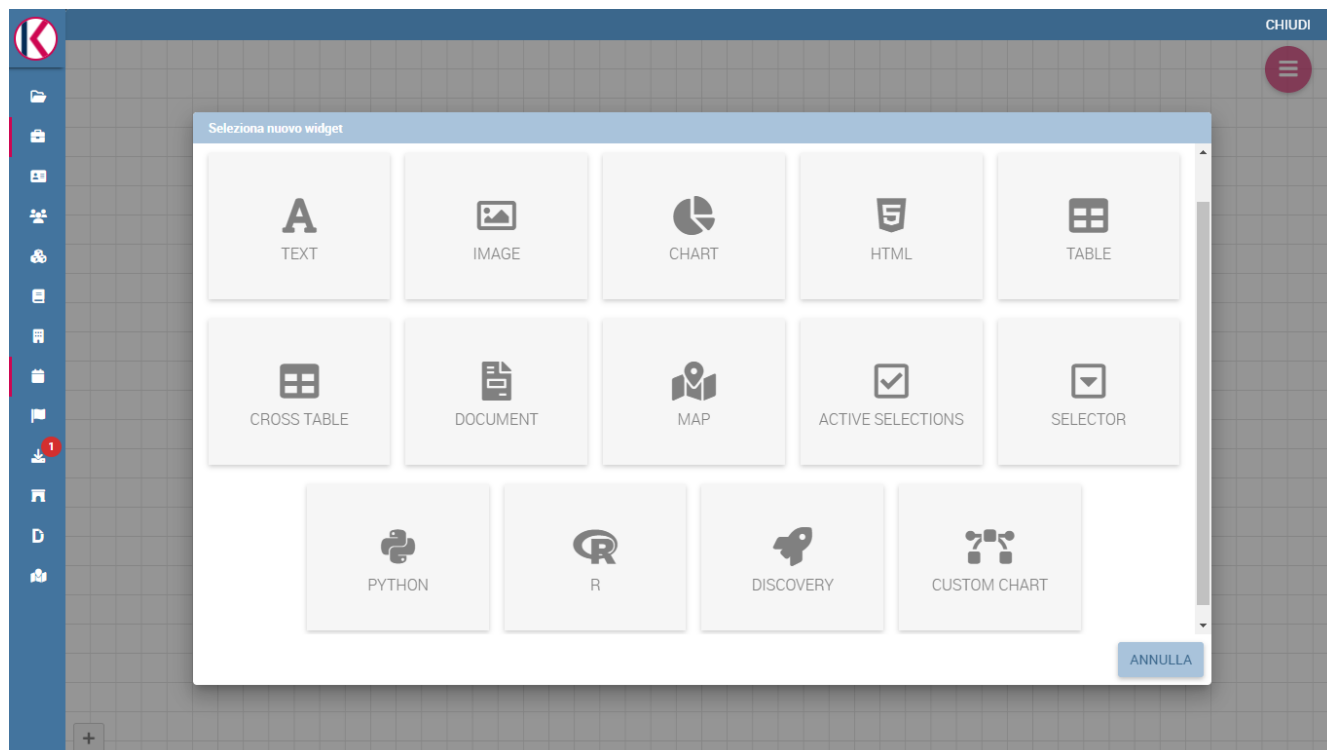 CHIUDI
Seleziona nuovo widget
TEXT
IMAGE
CHART
HTML
TABLE
CROSS TABLE
DOCUMENT
MAP
ACTIVE SELECTIONS
SELECTOR
1
PYTHON
R
DISCOVERY
CUSTOM CHART
D
ANNULLA